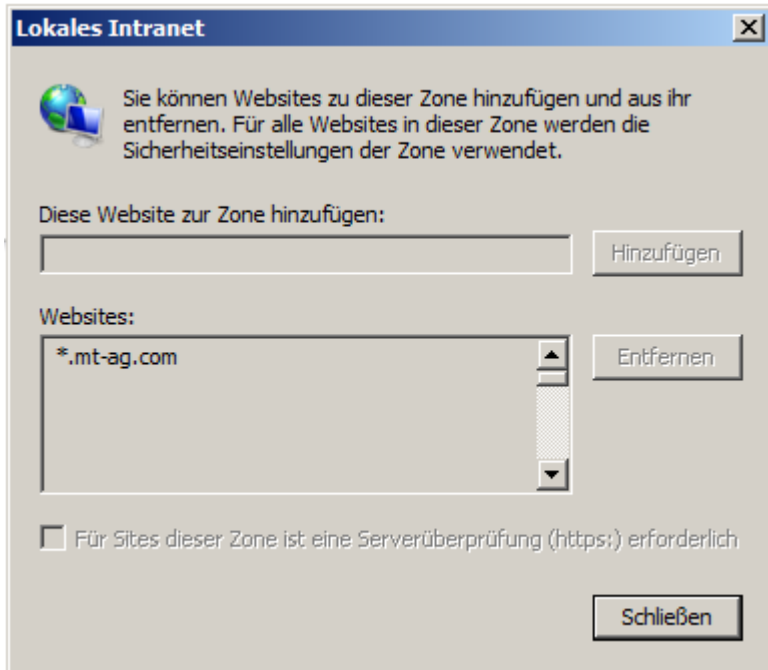 Lokales Intranet
Sie können Websites zu dieser Zone hinzufügen und aus ihr
entfernen. Für alle Websites in dieser Zone werden die
Sicherheitseinstellungen der Zone verwendet.
Diese Website zur Zone hinzufügen:
Hinzufügen
Websites:
*.mt-ag.com
Entfernen
Für Sites dieser Zone ist eine Serverüberprüfung (https:) erforderlich
Schließen